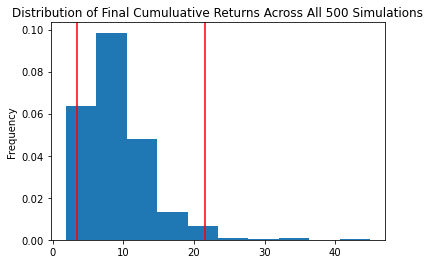 Distribution of Final Cumuluative Returns Across All 500 Simulations
0.10
0.08
0.06
0.04
0.02
0.00
Frequency
0 10 20 30 40